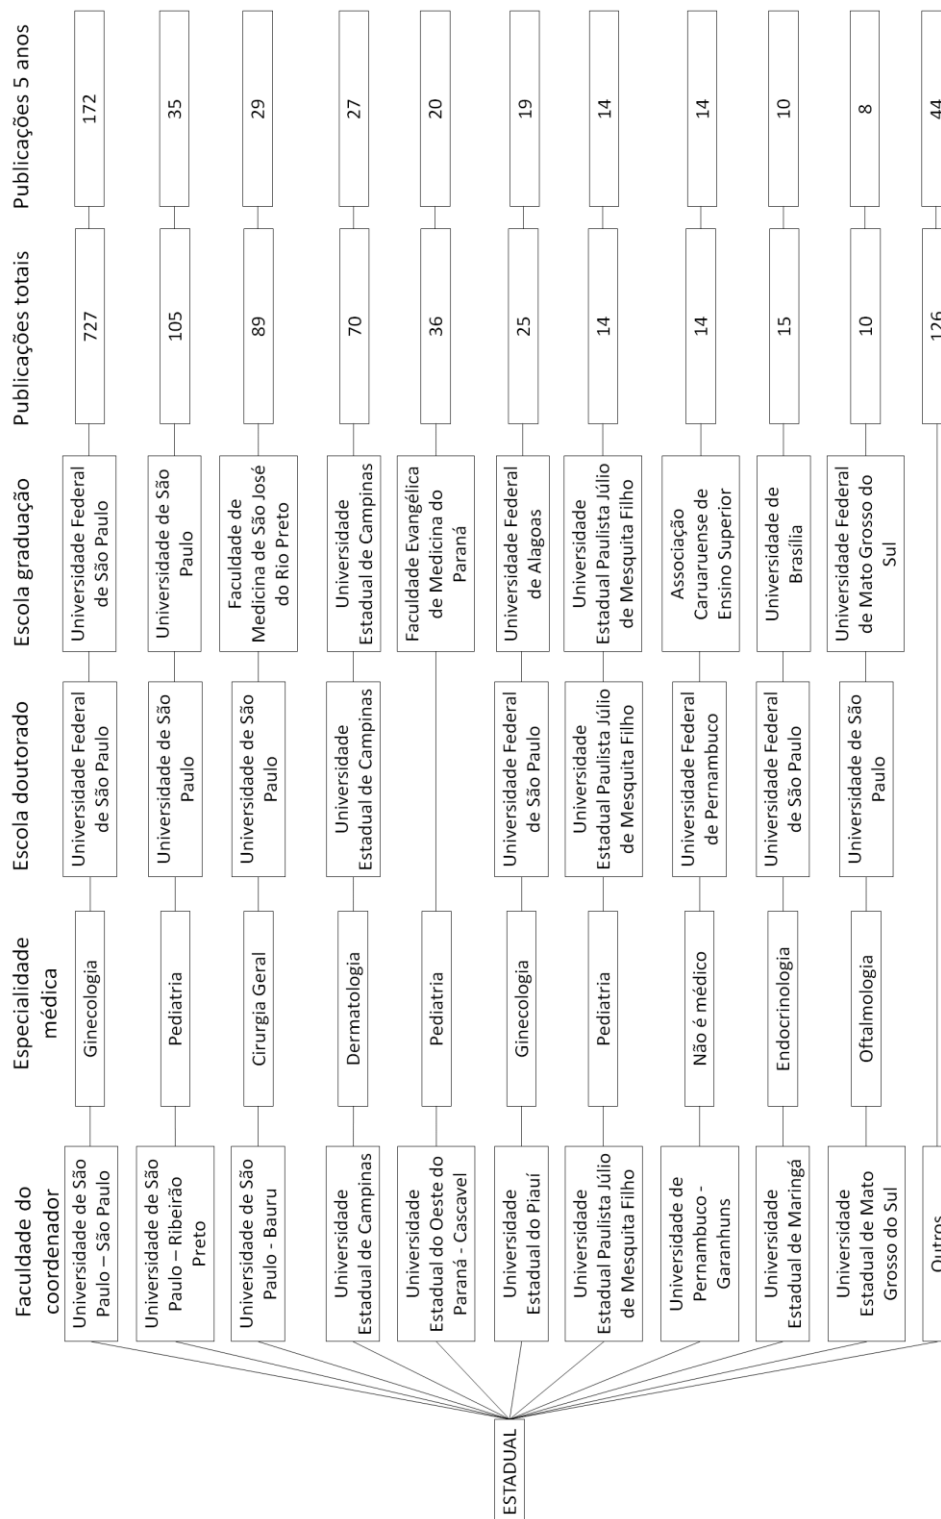 Faculdade do
coordenador
Especialidade
médica
Escola doutorado
Escola graduação
Publicações totais
Publicações 5 anos
ESTADUAL
Universidade de São
Paulo – São Paulo
Ginecologia
Universidade Federal
de São Paulo
Universidade Federal
de São Paulo
727
172
Universidade de São
Paulo – Ribeirão
Preto
Pediatria
Universidade de São
Paulo
Universidade de São
Paulo
105
35
Universidade de São
Paulo - Bauru
Cirurgia Geral
Universidade de São
Paulo
Faculdade de
Medicina de São José
do Rio Preto
89
29
Universidade
Estadual de Campinas
Dermatologia
Universidade
Estadual de Campinas
Universidade
Estadual de Campinas
70
27
Universidade
Estadual do Oeste do
Paraná - Cascavel
Pediatria
Faculdade Evangélica
de Medicina do
Paraná
36
20
Universidade
Estadual do Piauí
Ginecologia
Universidade Federal
de São Paulo
Universidade Federal
de Alagoas
25
19
Universidade
Estadual Paulista Júlio
de Mesquita Filho
Pediatria
Universidade
Estadual Paulista Júlio
de Mesquita Filho
Universidade
Estadual Paulista Júlio
de Mesquita Filho
14
14
Universidade de
Pernambuco -
Garanhuns
Não é médico
Universidade Federal
de Pernambuco
Associação
Caruaruense de
Ensino Superior
14
14
Universidade
Estadual de Maringá
Endocrinologia
Universidade Federal
de São Paulo
Universidade de
Brasília
15
10
Universidade
Estadual de Mato
Grosso do Sul
Oftalmologia
Universidade de São
Paulo
Universidade Federal
de Mato Grosso do
Sul
10
8
Outros
126
44